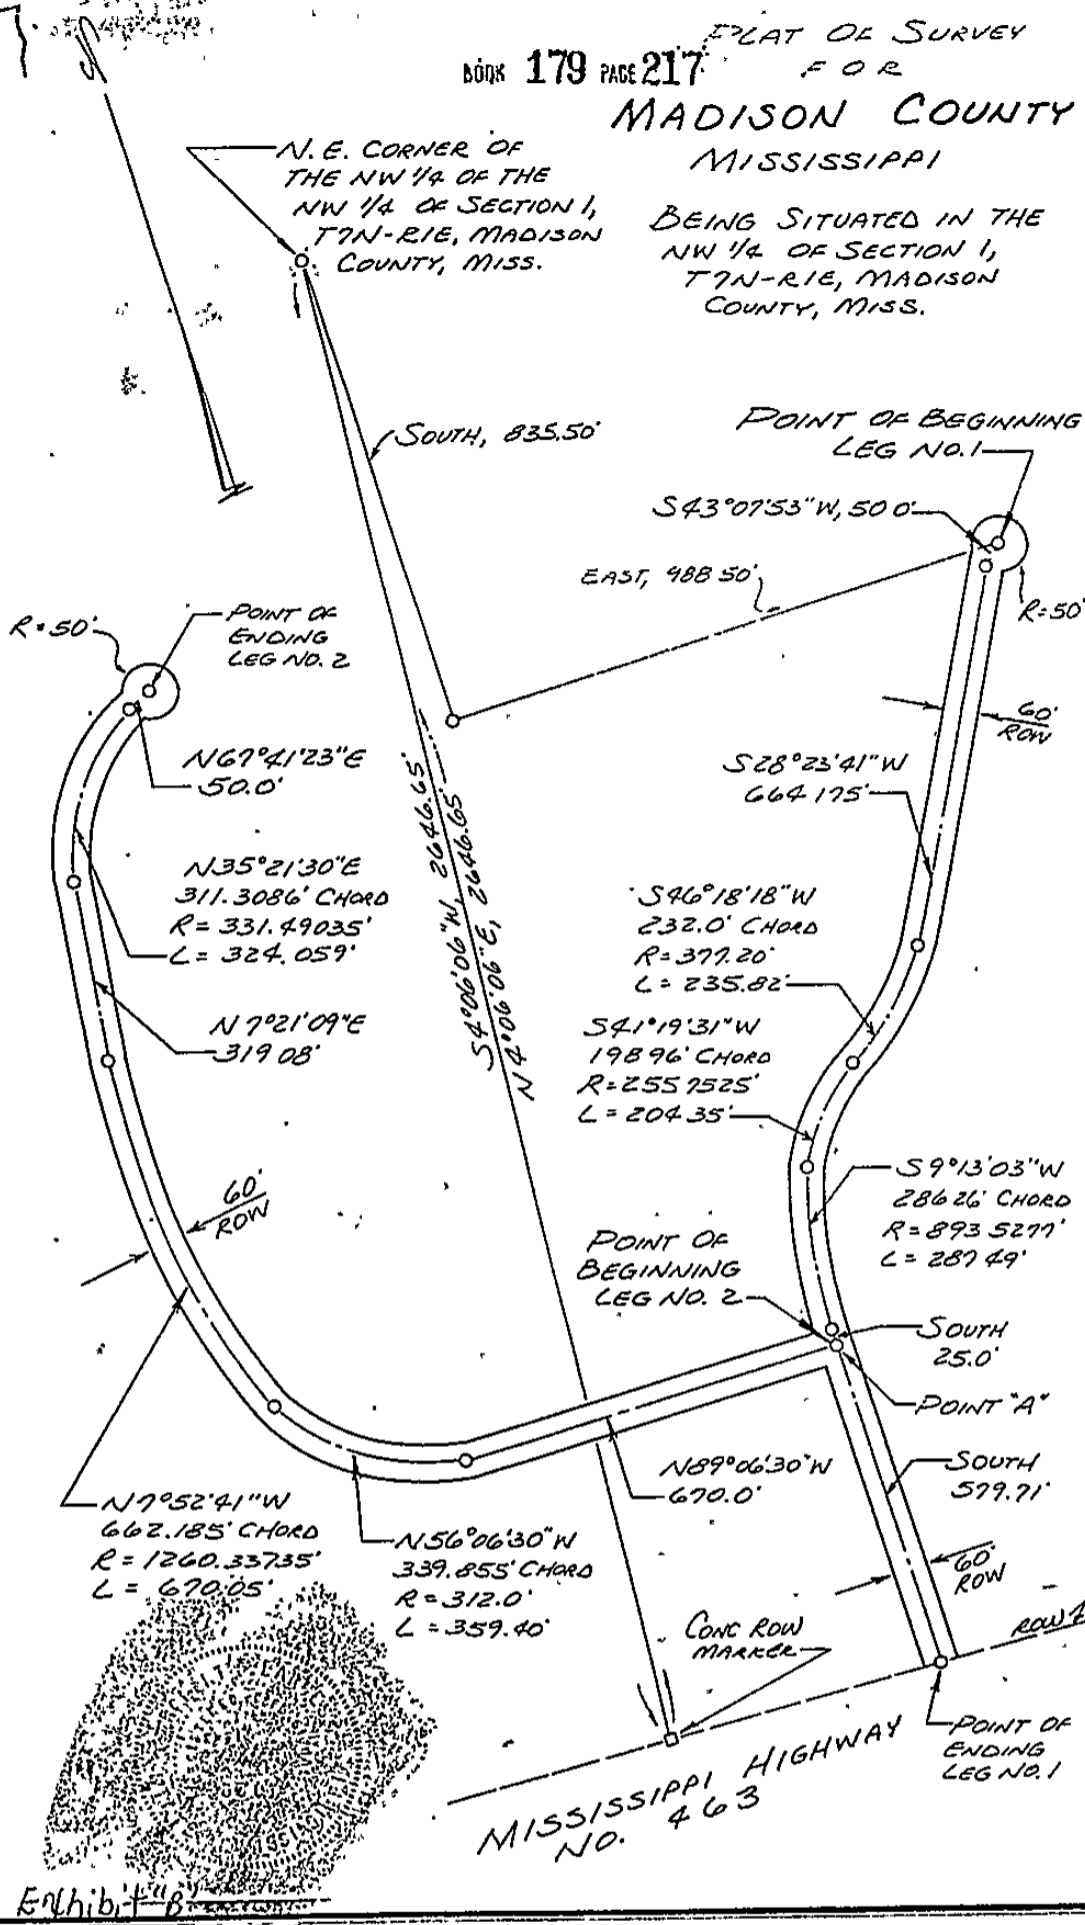 BOOK 179 PAGE 217
PLAT OF SURVEY
FOR
MADISON COUNTY
MISSISSIPPI
BEING SITUATED IN THE
NW 1/4 OF SECTION 1,
T7N-R1E, MADISON
COUNTY, MISS.
N.E. CORNER OF
THE NW 1/4 OF THE
NW 1/4 OF SECTION 1,
T7N-R1E, MADISON
COUNTY, MISS.
SOUTH, 835.50'
POINT OF BEGINNING
LEG NO. 1
S43°07'53"W, 50 0'
EAST, 988 50'
R=50'
R=50'
POINT OF
ENDING
LEG NO. 2
60'
ROW
N67°41'23"E
50.0'
S28°23'41"W
664 175'
S4°06'06"W, 2646.65'
N4°06'06"E, 2646.65'
N35°21'30"E
311.3086' CHORD
R = 331.49035'
L = 324.059'
S46°18'18"W
232.0' CHORD
R=377.20'
L = 235.82'
N 7°21'09"E
319 08'
S41°19'31"W
198 96' CHORD
R=255 7525'
L = 204 35'
S 9°13'03"W
286 26' CHORD
R=893 5277'
L = 287 49'
60'
ROW
POINT OF
BEGINNING
LEG NO. 2
SOUTH
25.0'
POINT "A"
N89°06'30"W
670.0'
SOUTH
579.71'
N7°52'41"W
662.185' CHORD
R = 1260.33735'
L = 670.05'
N56°06'30"W
339.855' CHORD
R = 312.0'
L = 359.40'
60'
ROW
CONC ROW
MARKER
ROW
POINT OF
ENDING
LEG NO. 1
MISSISSIPPI HIGHWAY
NO. 463
Exhibit "B"